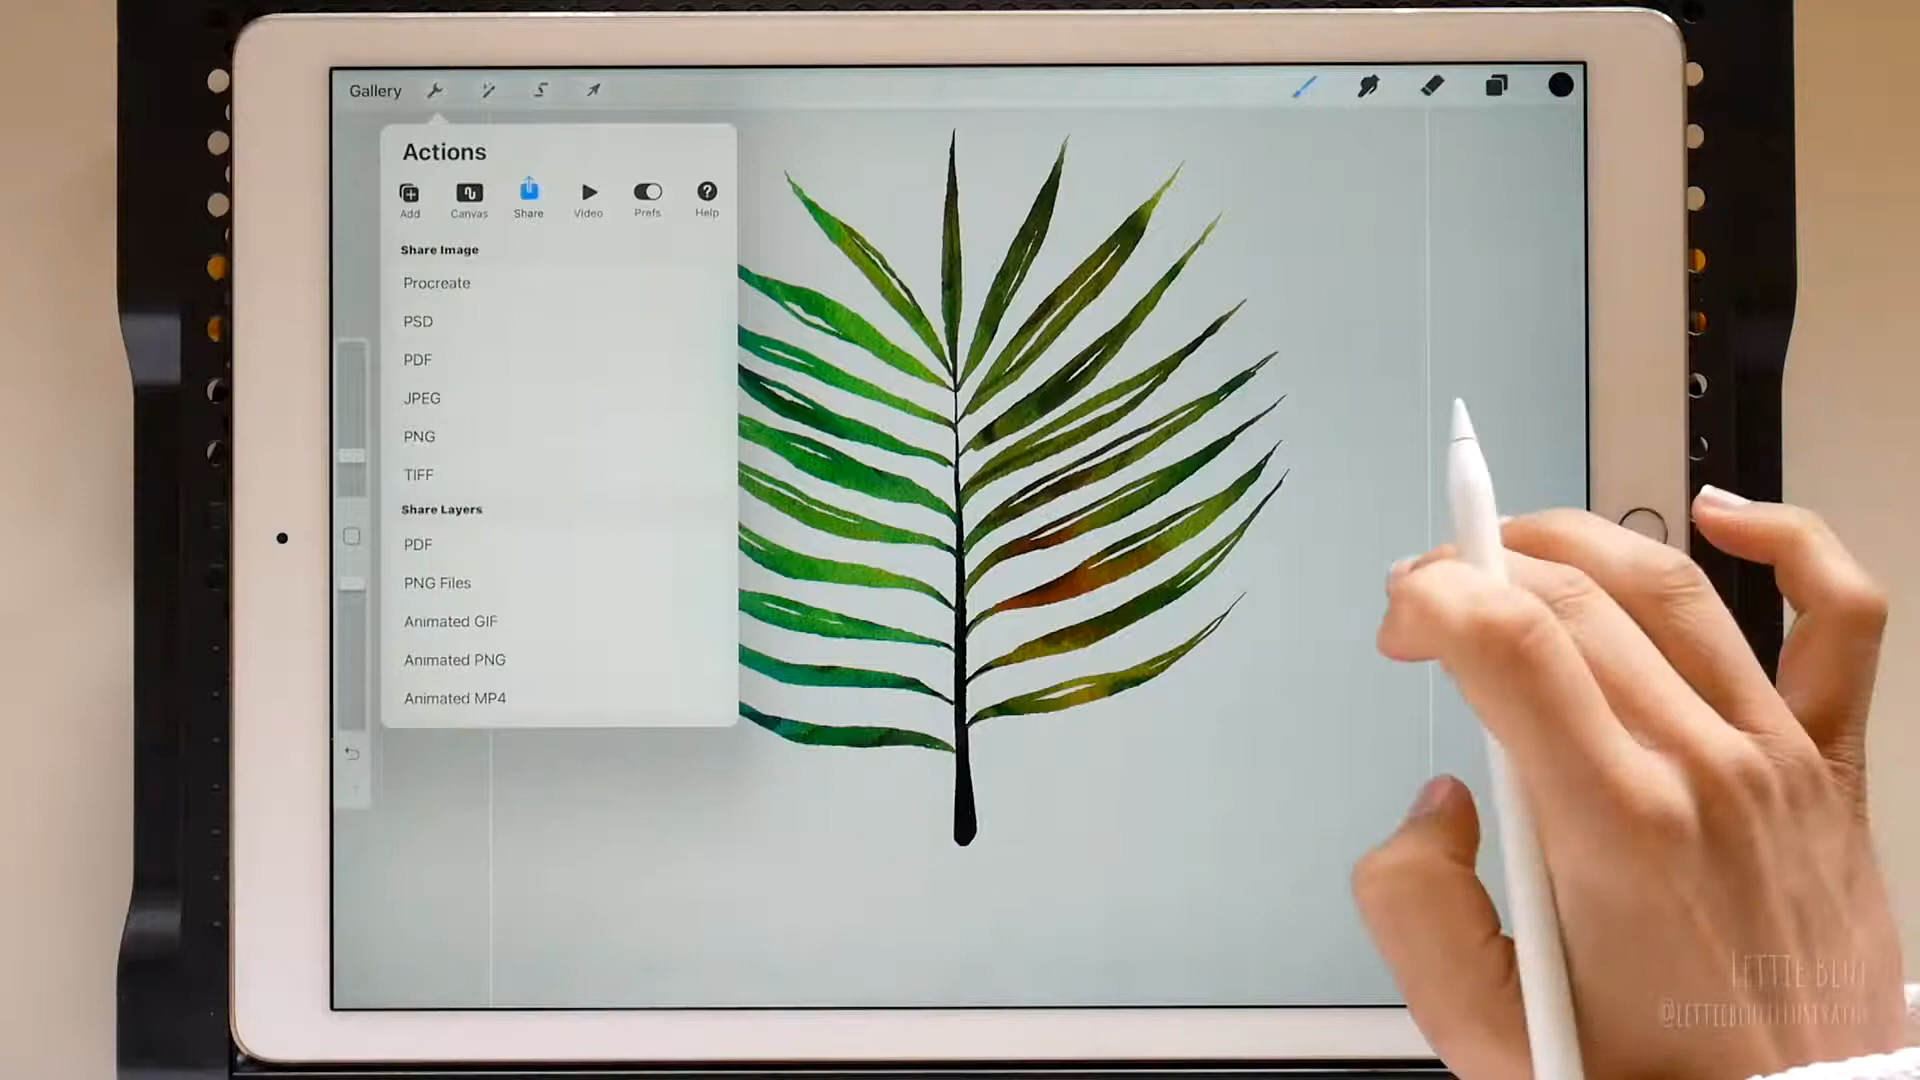 Gallery
Actions
Add Canvas Share Video Prefs Help
Share Image
Procreate
PSD
PDF
JPEG
PNG
TIFF
Share Layers
PDF
PNG Files
Animated GIF
Animated PNG
Animated MP4
LETTIE